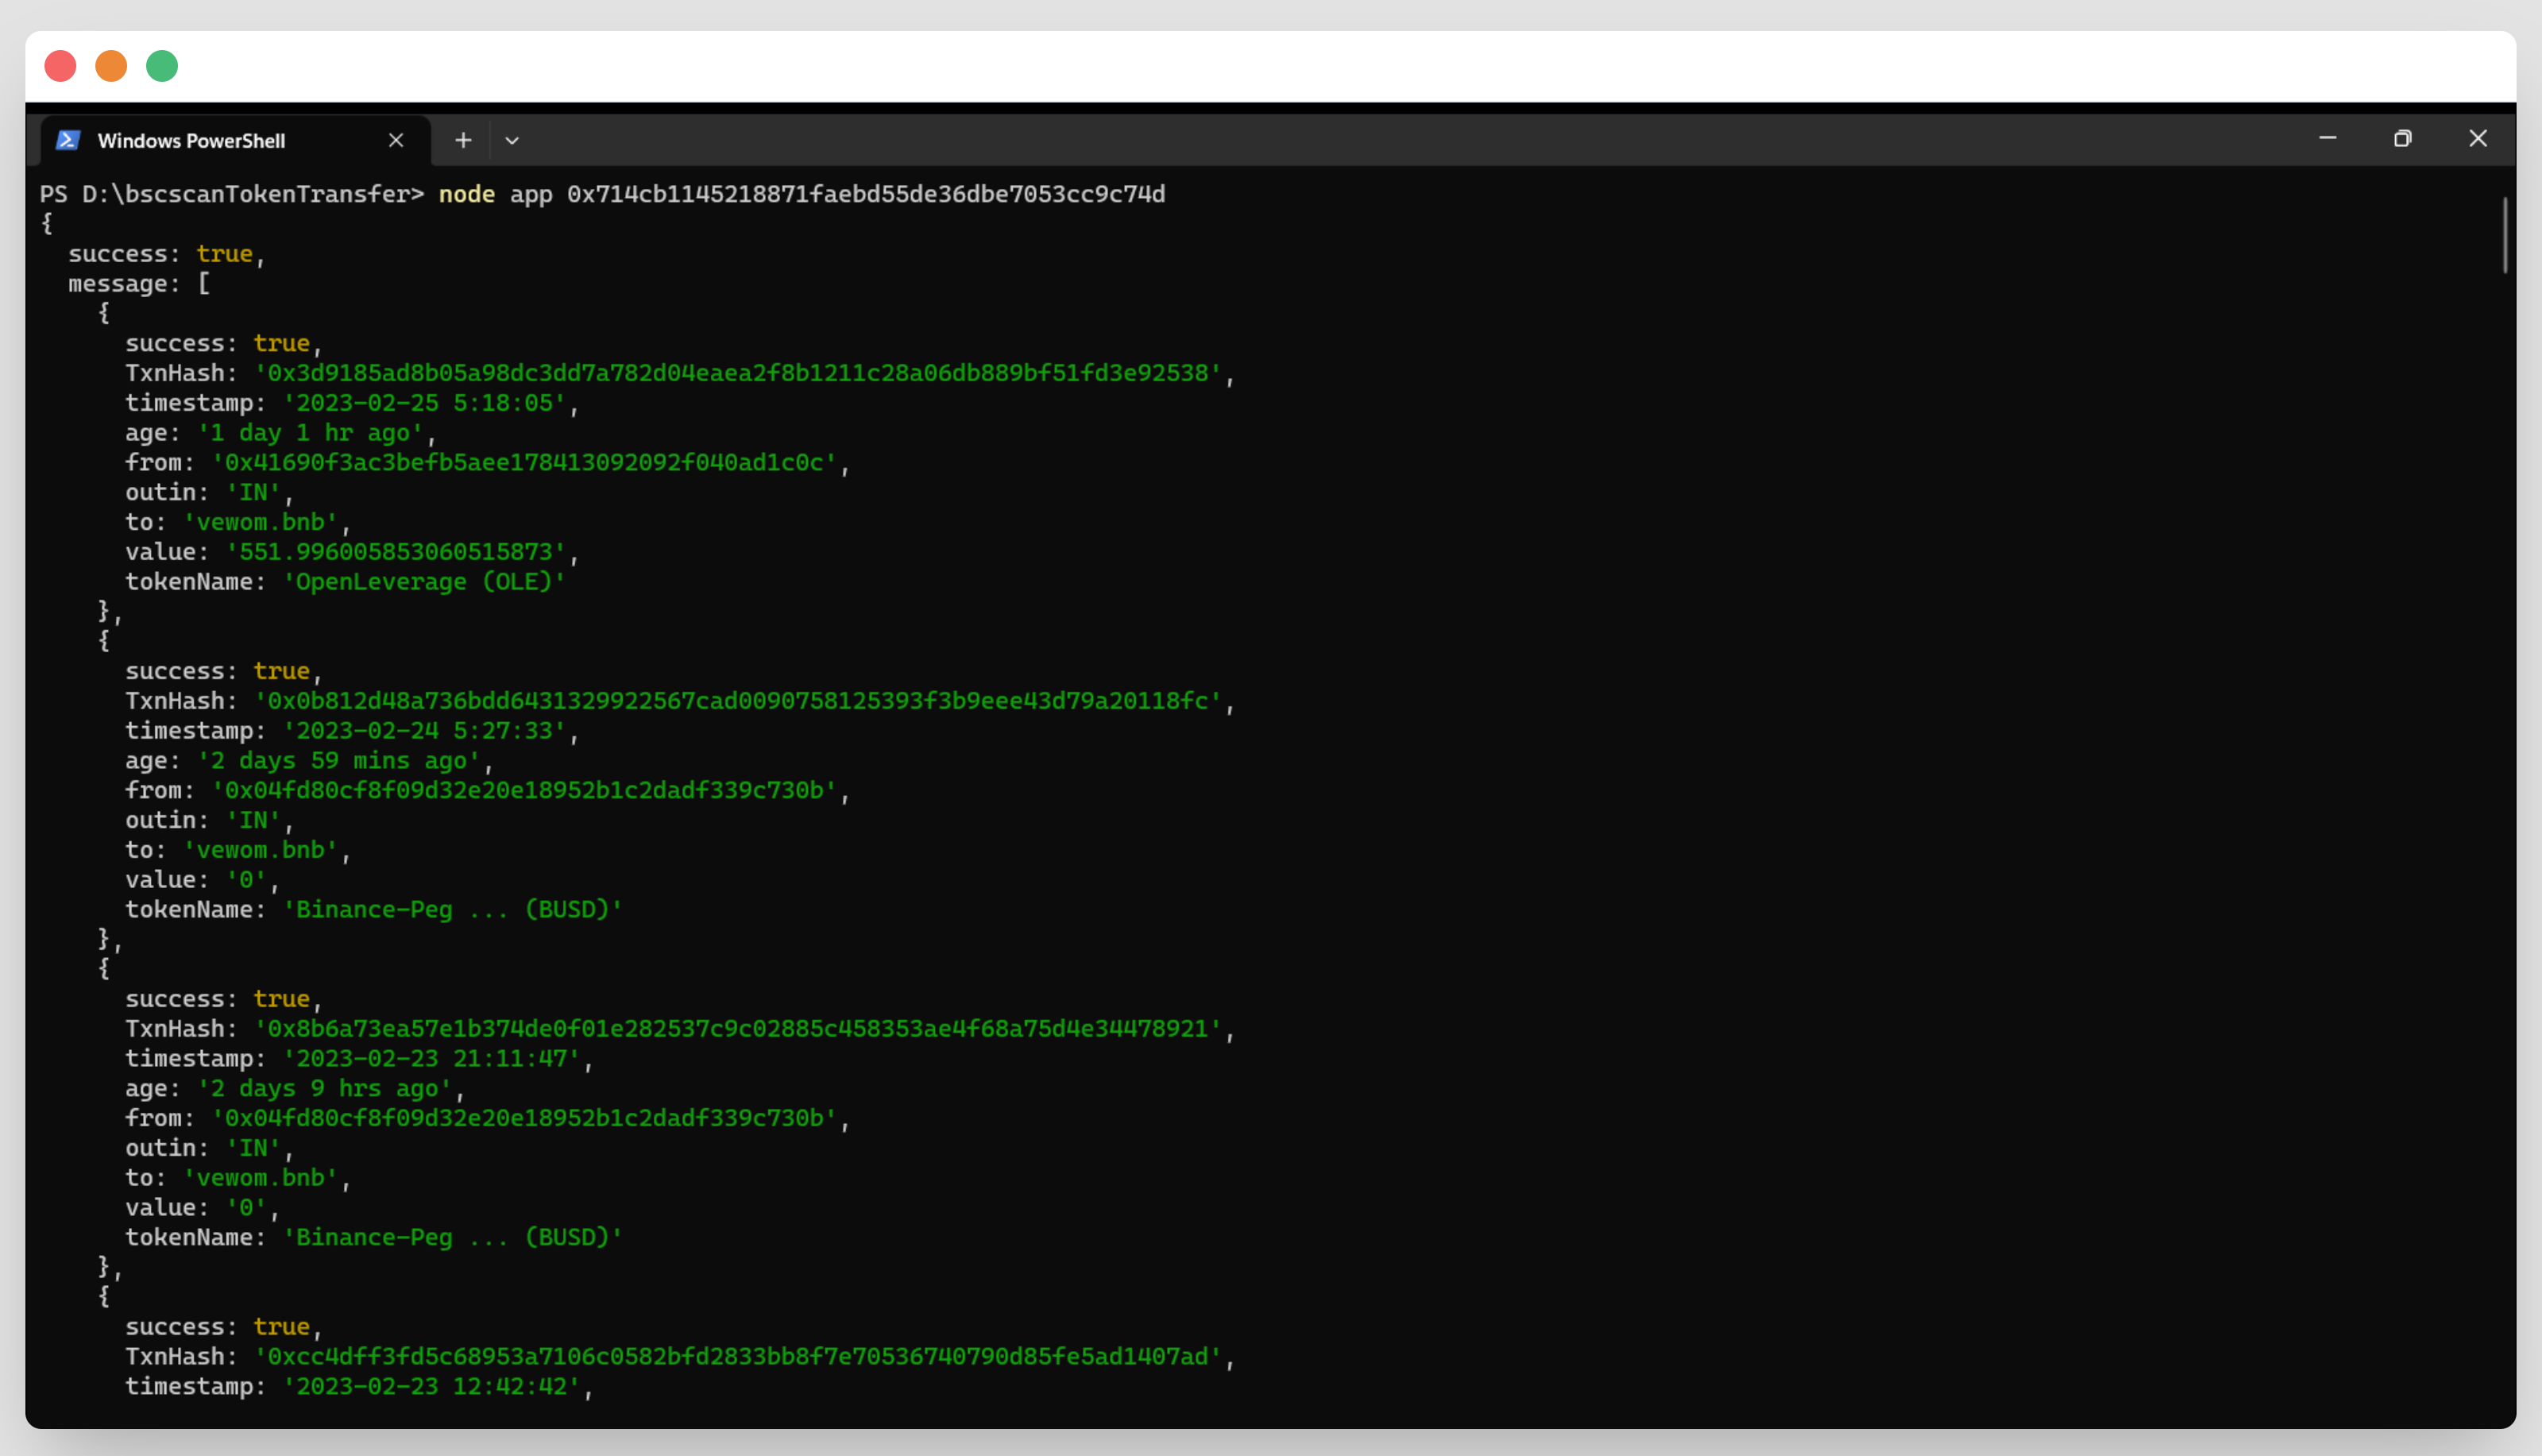 Windows PowerShell
PS D:\bscscanTokenTransfer> node app 0x714cb1145218871faebd55de36dbe7053cc9c74d
{
  success: true,
  message: [
    {
      success: true,
      TxnHash: '0x3d9185ad8b05a98dc3dd7a782d04eaea2f8b1211c28a06db889bf51fd3e92538',
      timestamp: '2023-02-25 5:18:05',
      age: '1 day 1 hr ago',
      from: '0x41690f3ac3befb5aee178413092092f040ad1c0c',
      outin: 'IN',
      to: 'vewom.bnb',
      value: '551.996005853060515873',
      tokenName: 'OpenLeverage (OLE)'
    },
    {
      success: true,
      TxnHash: '0x0b812d48a736bdd6431329922567cad0090758125393f3b9eee43d79a20118fc',
      timestamp: '2023-02-24 5:27:33',
      age: '2 days 59 mins ago',
      from: '0x04fd80cf8f09d32e20e18952b1c2dadf339c730b',
      outin: 'IN',
      to: 'vewom.bnb',
      value: '0',
      tokenName: 'Binance-Peg ... (BUSD)'
    },
    {
      success: true,
      TxnHash: '0x8b6a73ea57e1b374de0f01e282537c9c02885c458353ae4f68a75d4e34478921',
      timestamp: '2023-02-23 21:11:47',
      age: '2 days 9 hrs ago',
      from: '0x04fd80cf8f09d32e20e18952b1c2dadf339c730b',
      outin: 'IN',
      to: 'vewom.bnb',
      value: '0',
      tokenName: 'Binance-Peg ... (BUSD)'
    },
    {
      success: true,
      TxnHash: '0xcc4dff3fd5c68953a7106c0582bfd2833bb8f7e70536740790d85fe5ad1407ad',
      timestamp: '2023-02-23 12:42:42',